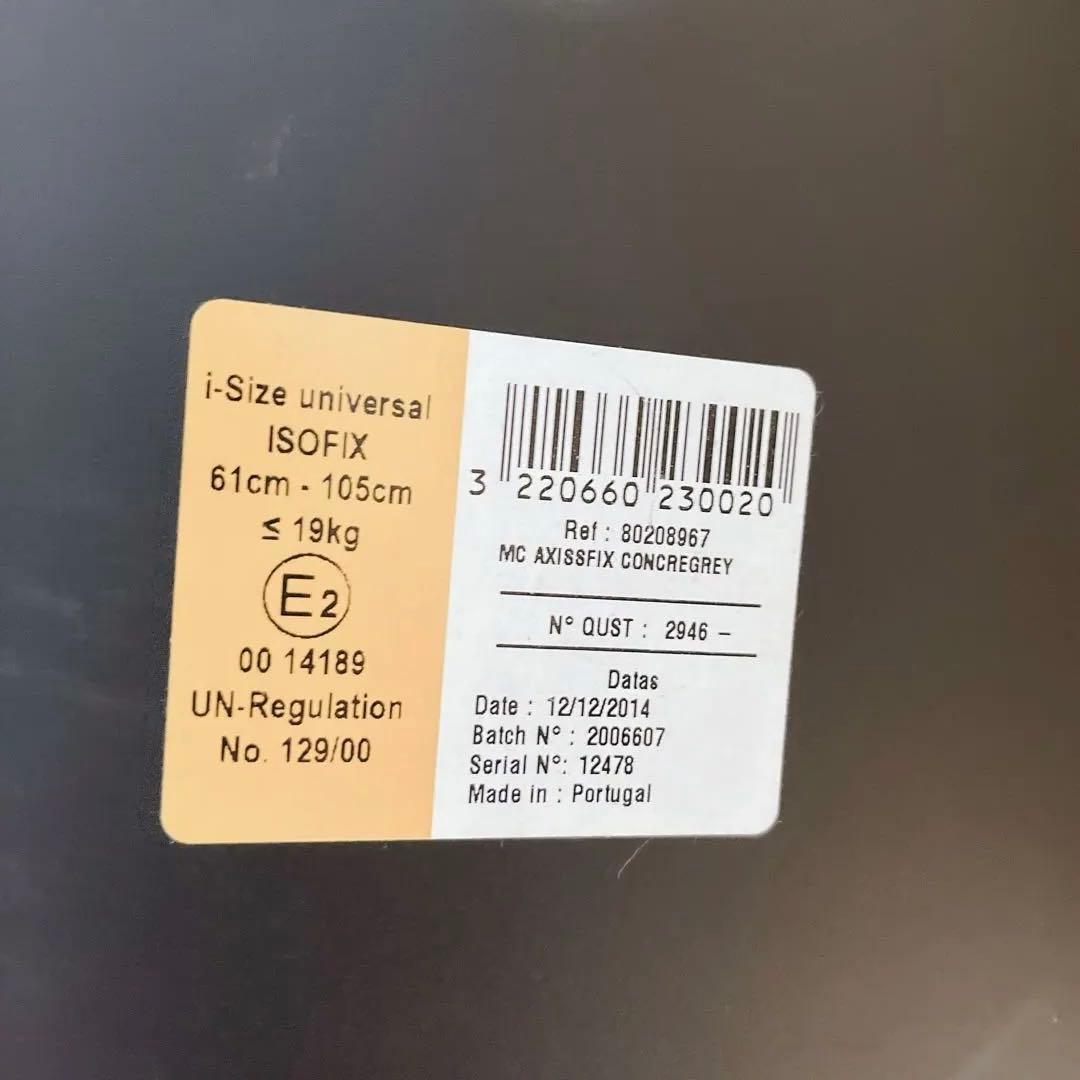 i-Size universal
ISOFIX
61cm - 105cm
≤ 19kg
E2
00 14189
UN-Regulation
No. 129/00
3 220660 230020
Ref : 80208967
MC AXISSFIX CONCREGREY
N° QUST : 2946 –
Datas
Date : 12/12/2014
Batch N° : 2006607
Serial N°: 12478
Made in : Portugal